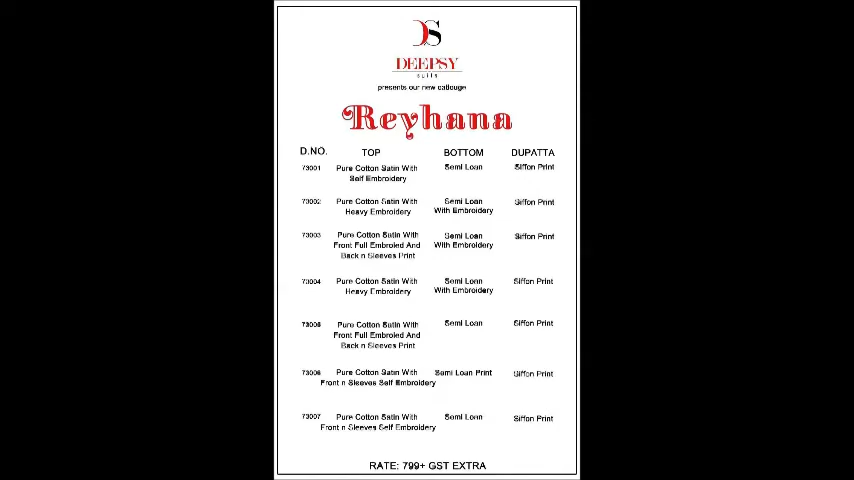 DS
DEEPSY
suits
presents our new catlouge
Reyhana
D.NO. TOP BOTTOM DUPATTA
73001 Pure Cotton Satin With Semi Loan Siffon Print
Self Embroidery
73002 Pure Cotton Satin With Semi Loan Siffon Print
Heavy Embroidery With Embroidery
73003 Pure Cotton Satin With Semi Loan Siffon Print
Front Full Embroied And With Embroidery
Back n Sleeves Print
73004 Pure Cotton Satin With Semi Loan Siffon Print
Heavy Embroidery With Embroidery
73005 Pure Cotton Satin With Semi Loan Siffon Print
Front Full Embroied And
Back n Sleeves Print
73006 Pure Cotton Satin With Semi Loan Print Siffon Print
Front n Sleeves Self Embroidery
73007 Pure Cotton Satin With Semi Loan Siffon Print
Front n Sleeves Self Embroidery
RATE: 799+ GST EXTRA